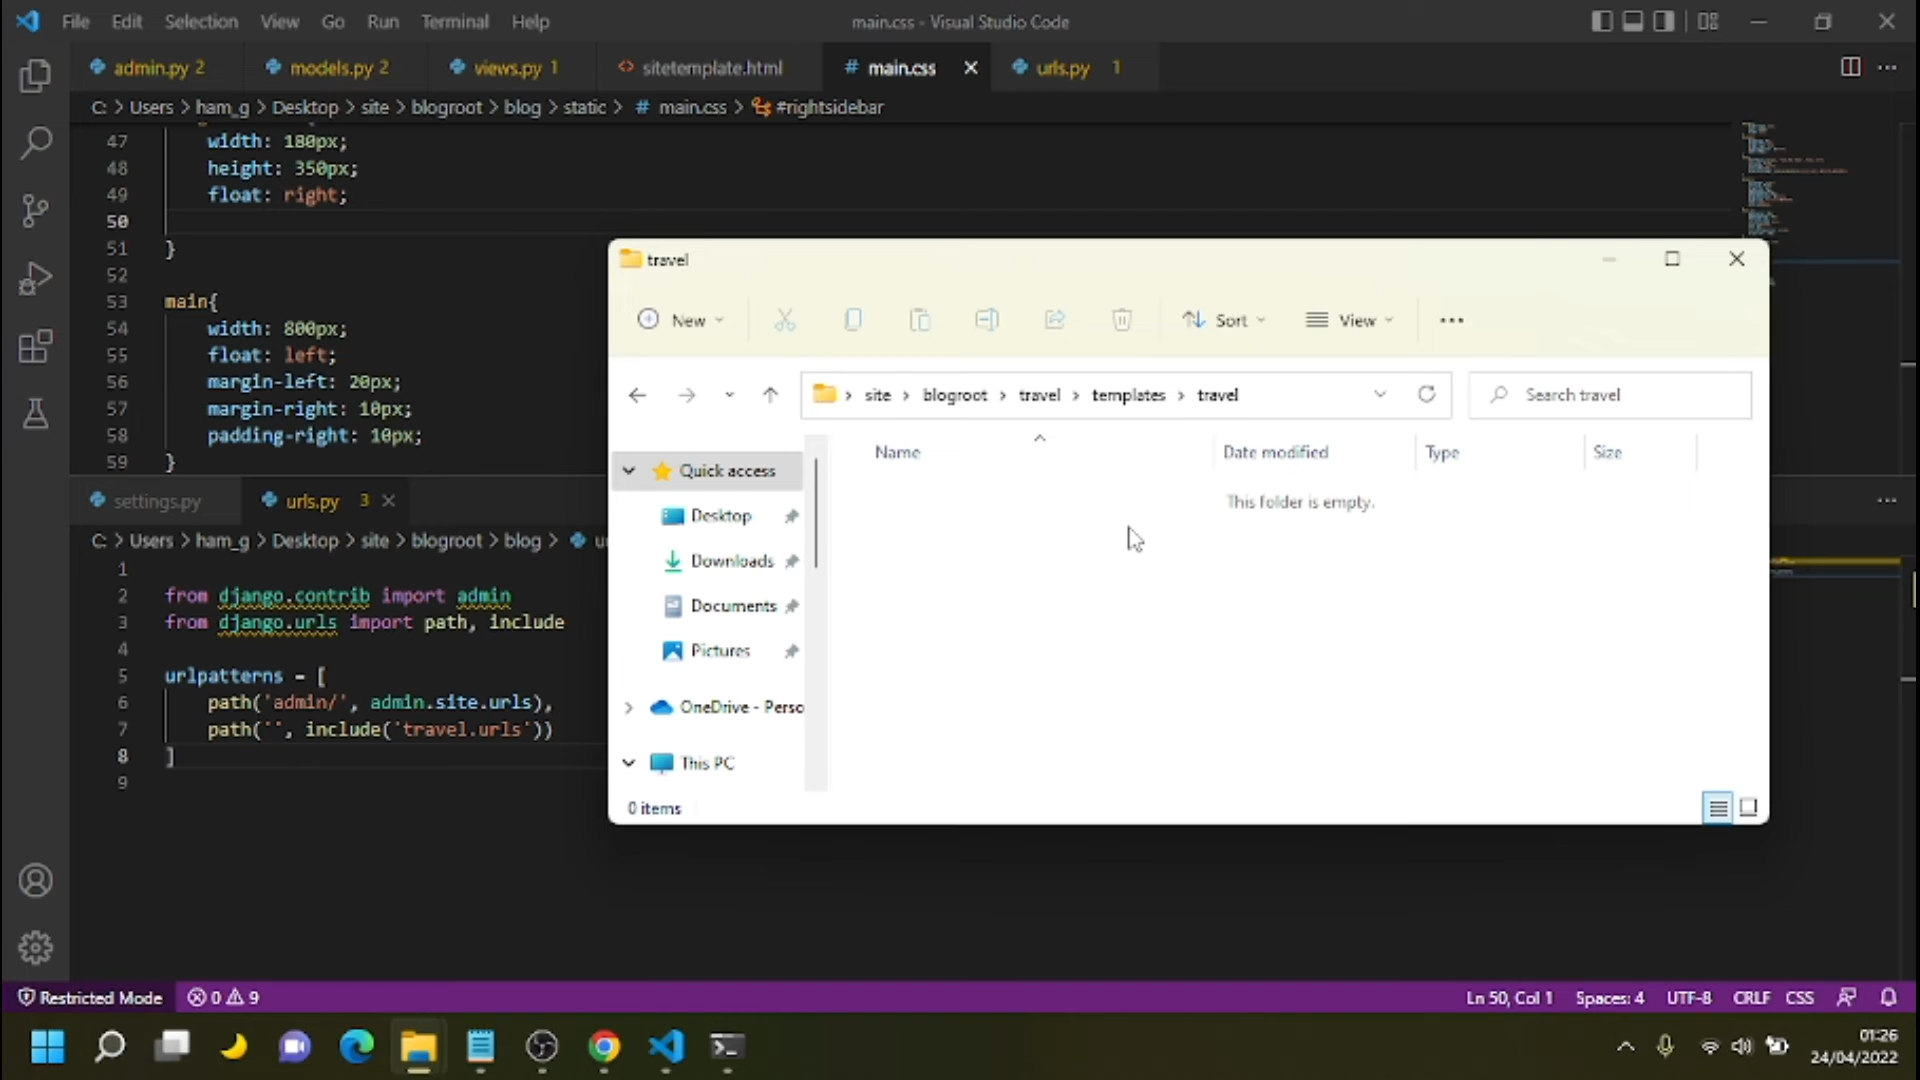 File Edit Selection View Go Run Terminal Help
main.css - Visual Studio Code
admin.py 2
models.py 2
views.py 1
sitetemplate.html
main.css
urls.py 1
C: > Users > ham_g > Desktop > site > blogroot > blog > static > # main.css > #rightsidebar
47 width: 180px;
48 height: 350px;
49 float: right;
50
51 }
52
53 main{
54 width: 800px;
55 float: left;
56 margin-left: 20px;
57 margin-right: 10px;
58 padding-right: 10px;
59 }
settings.py
urls.py 3
C: > Users > ham_g > Desktop > site > blogroot > blog >
1
2 from django.contrib import admin
3 from django.urls import path, include
4
5 urlpatterns = [
6 path('admin/', admin.site.urls),
7 path('', include('travel.urls'))
8 ]
9
travel
New
Sort
View
site > blogroot > travel > templates > travel
Search travel
Name
Date modified
Type
Size
This folder is empty.
Quick access
Desktop
Downloads
Documents
Pictures
OneDrive - Perso
This PC
0 items
Restricted Mode
0 9
Ln 50, Col 1
Spaces: 4
UTF-8
CRLF
CSS
01:26
24/04/2022